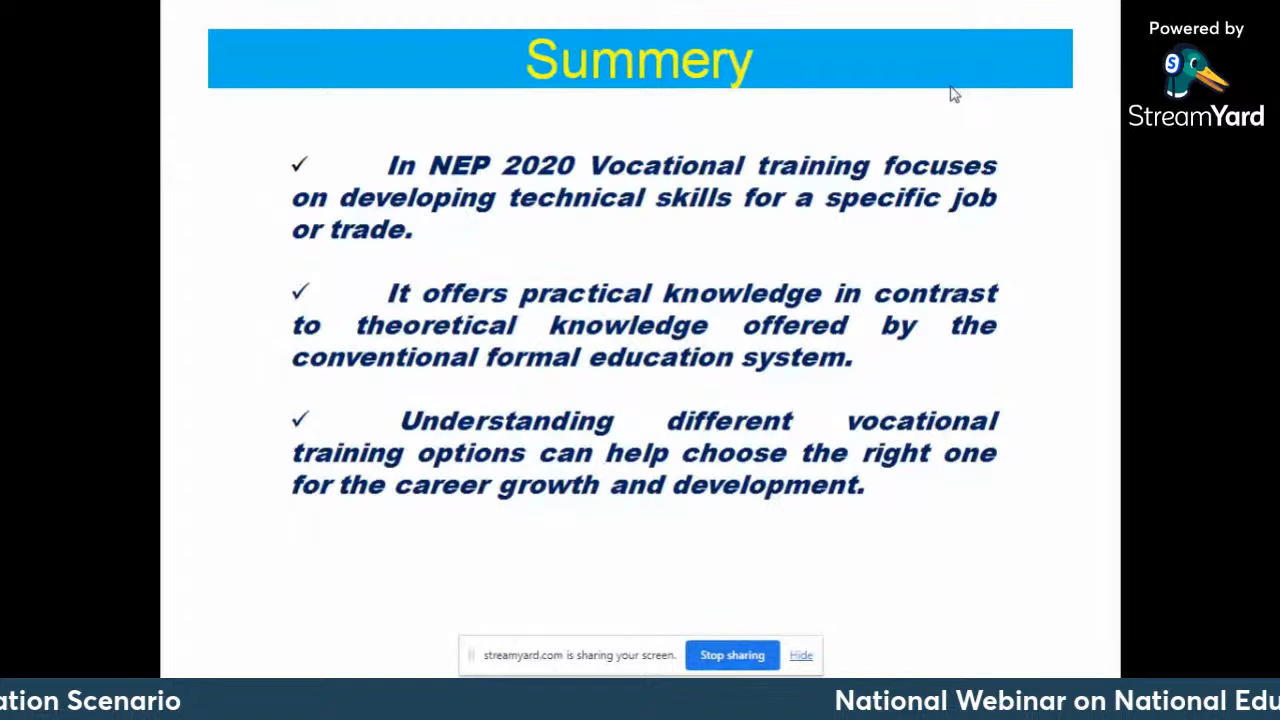 Summery
Powered by
StreamYard
✓ In NEP 2020 Vocational training focuses
on developing technical skills for a specific job
or trade.
✓ It offers practical knowledge in contrast
to theoretical knowledge offered by the
conventional formal education system.
✓ Understanding different vocational
training options can help choose the right one
for the career growth and development.
streamyard.com is sharing your screen. Stop sharing Hide
ation Scenario National Webinar on National Edu